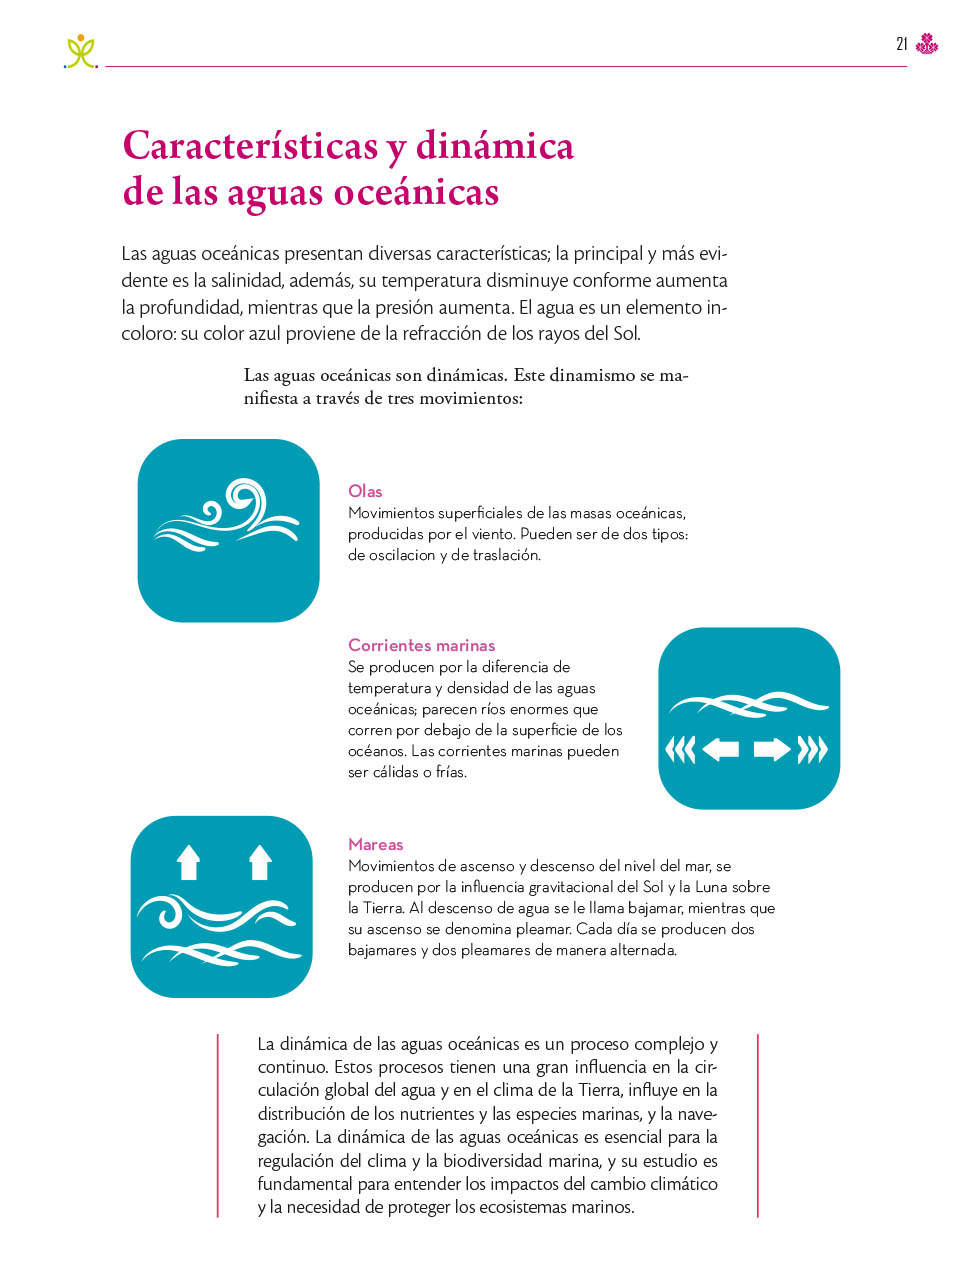 21
Características y dinámica
de las aguas oceánicas
Las aguas oceánicas presentan diversas características; la principal y más evi-
dente es la salinidad, además, su temperatura disminuye conforme aumenta
la profundidad, mientras que la presión aumenta. El agua es un elemento in-
coloro: su color azul proviene de la refracción de los rayos del Sol.
Las aguas oceánicas son dinámicas. Este dinamismo se ma-
nifiesta a través de tres movimientos:
Olas
Movimientos superficiales de las masas oceánicas,
producidas por el viento. Pueden ser de dos tipos:
de oscilacion y de traslación.
Corrientes marinas
Se producen por la diferencia de
temperatura y densidad de las aguas
oceánicas; parecen ríos enormes que
corren por debajo de la superficie de los
océanos. Las corrientes marinas pueden
ser cálidas o frías.
Mareas
Movimientos de ascenso y descenso del nivel del mar, se
producen por la influencia gravitacional del Sol y la Luna sobre
la Tierra. Al descenso de agua se le llama bajamar, mientras que
su ascenso se denomina pleamar. Cada día se producen dos
bajamares y dos pleamares de manera alternada.
La dinámica de las aguas oceánicas es un proceso complejo y
continuo. Estos procesos tienen una gran influencia en la cir-
culación global del agua y en el clima de la Tierra, influye en la
distribución de los nutrientes y las especies marinas, y la nave-
gación. La dinámica de las aguas oceánicas es esencial para la
regulación del clima y la biodiversidad marina, y su estudio es
fundamental para entender los impactos del cambio climático
y la necesidad de proteger los ecosistemas marinos.